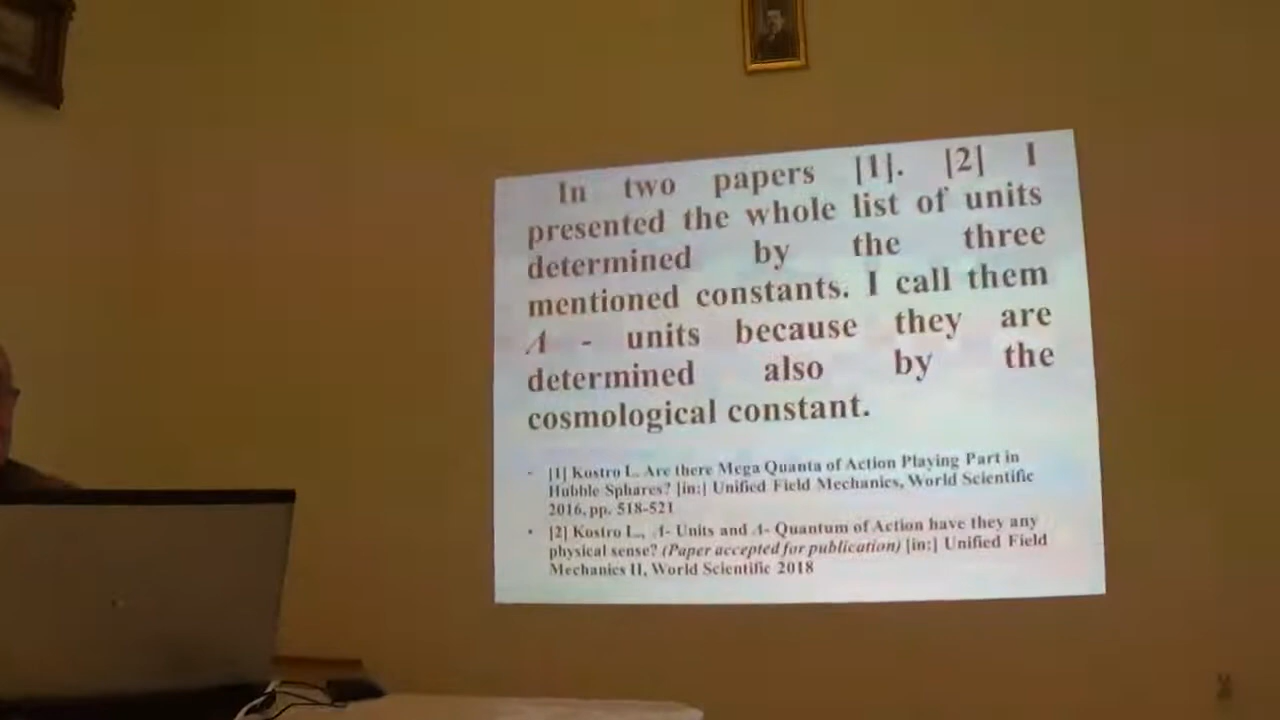 In two papers [1]. [2] I
presented the whole list of units
determined by the three
mentioned constants. I call them
Λ - units because they are
determined also by the
cosmological constant.
- [1] Kostro L. Are there Mega Quanta of Action Playing Part in
Hubble Sphares? [in:] Unified Field Mechanics, World Scientific
2016, pp. 518-521
• [2] Kostro L., Λ- Units and Λ- Quantum of Action have they any
physical sense? (Paper accepted for publication) [in:] Unified Field
Mechanics II, World Scientific 2018